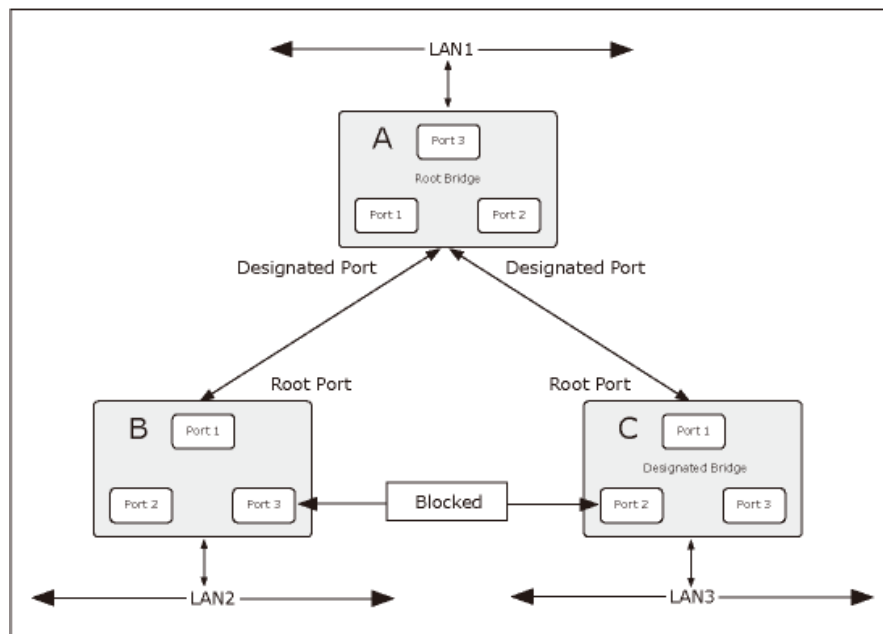 LAN1
A
Port 3
Root Bridge
Port 1
Port 2
Designated Port
Designated Port
Root Port
Root Port
B
Port 1
Port 2
Port 3
Blocked
C
Port 1
Designated Bridge
Port 2
Port 3
LAN2
LAN3